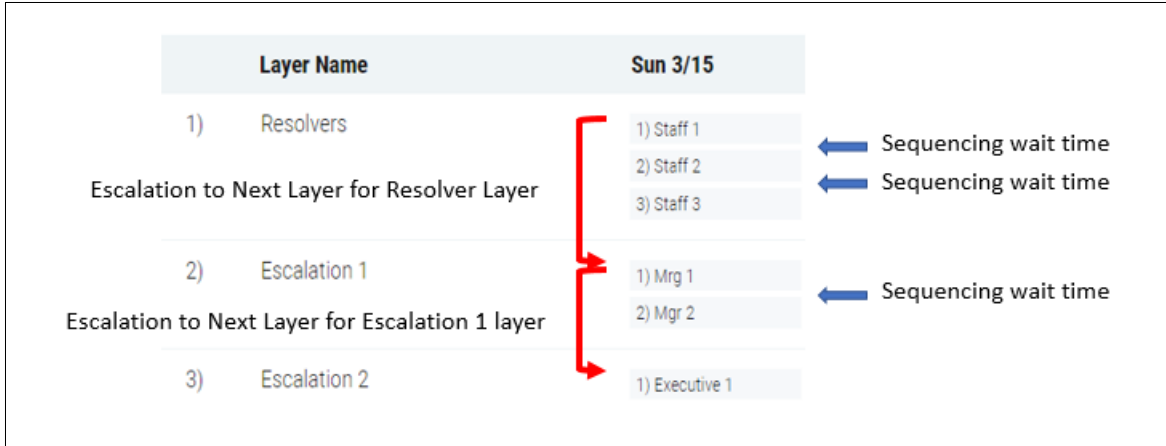 Layer Name Sun 3/15
1) Resolvers
1) Staff 1
Sequencing wait time
2) Staff 2
Sequencing wait time
Escalation to Next Layer for Resolver Layer
3) Staff 3
2) Escalation 1
1) Mrg 1
Sequencing wait time
2) Mgr 2
Escalation to Next Layer for Escalation 1 layer
3) Escalation 2
1) Executive 1